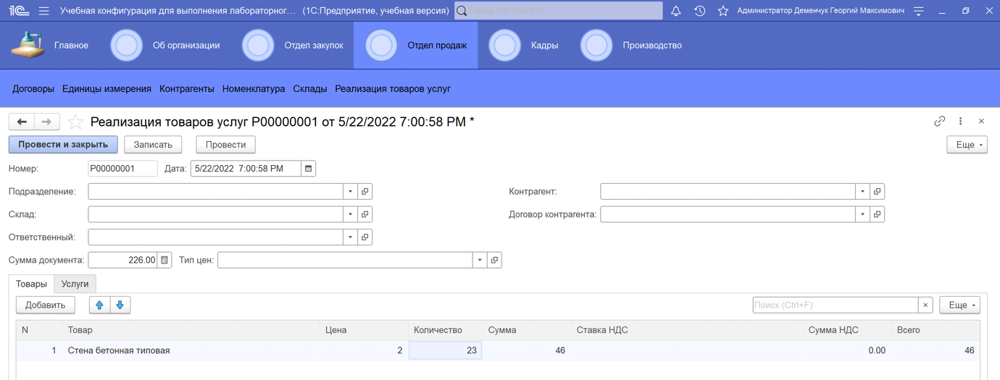 1С Учебная конфигурация для выполнения лабораторног... (1С:Предприятие, учебная версия) Поиск Ctrl+Shift+F Администратор Деменчук Георгий Максимович
Главное Об организации Отдел закупок Отдел продаж Кадры Производство
Договоры Единицы измерения Контрагенты Номенклатура Склады Реализация товаров услуг
Реализация товаров услуг Р00000001 от 5/22/2022 7:00:58 PM *
Провести и закрыть Записать Провести Еще
Номер: Р00000001 Дата: 5/22/2022 7:00:58 PM
Подразделение: Контрагент:
Склад: Договор контрагента:
Ответственный:
Сумма документа: 226.00 Тип цен:
Товары Услуги
Добавить Поиск (Ctrl+F) × Еще
N Товар Цена Количество Сумма Ставка НДС Сумма НДС Всего
1 Стена бетонная типовая 2 23 46 0.00 46